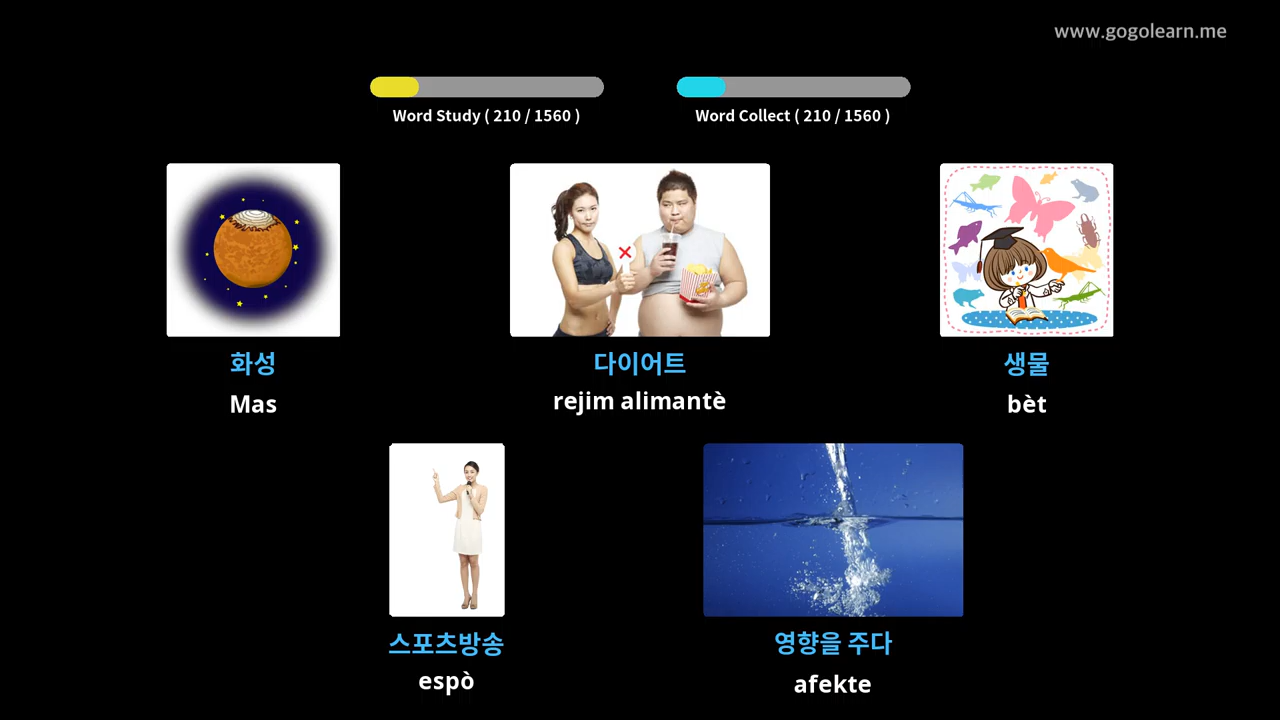 www.gogolearn.me
Word Study ( 210 / 1560 )
Word Collect ( 210 / 1560 )
화성
Mas
다이어트
rejim alimantè
생물
bèt
스포츠방송
espò
영향을 주다
afekte